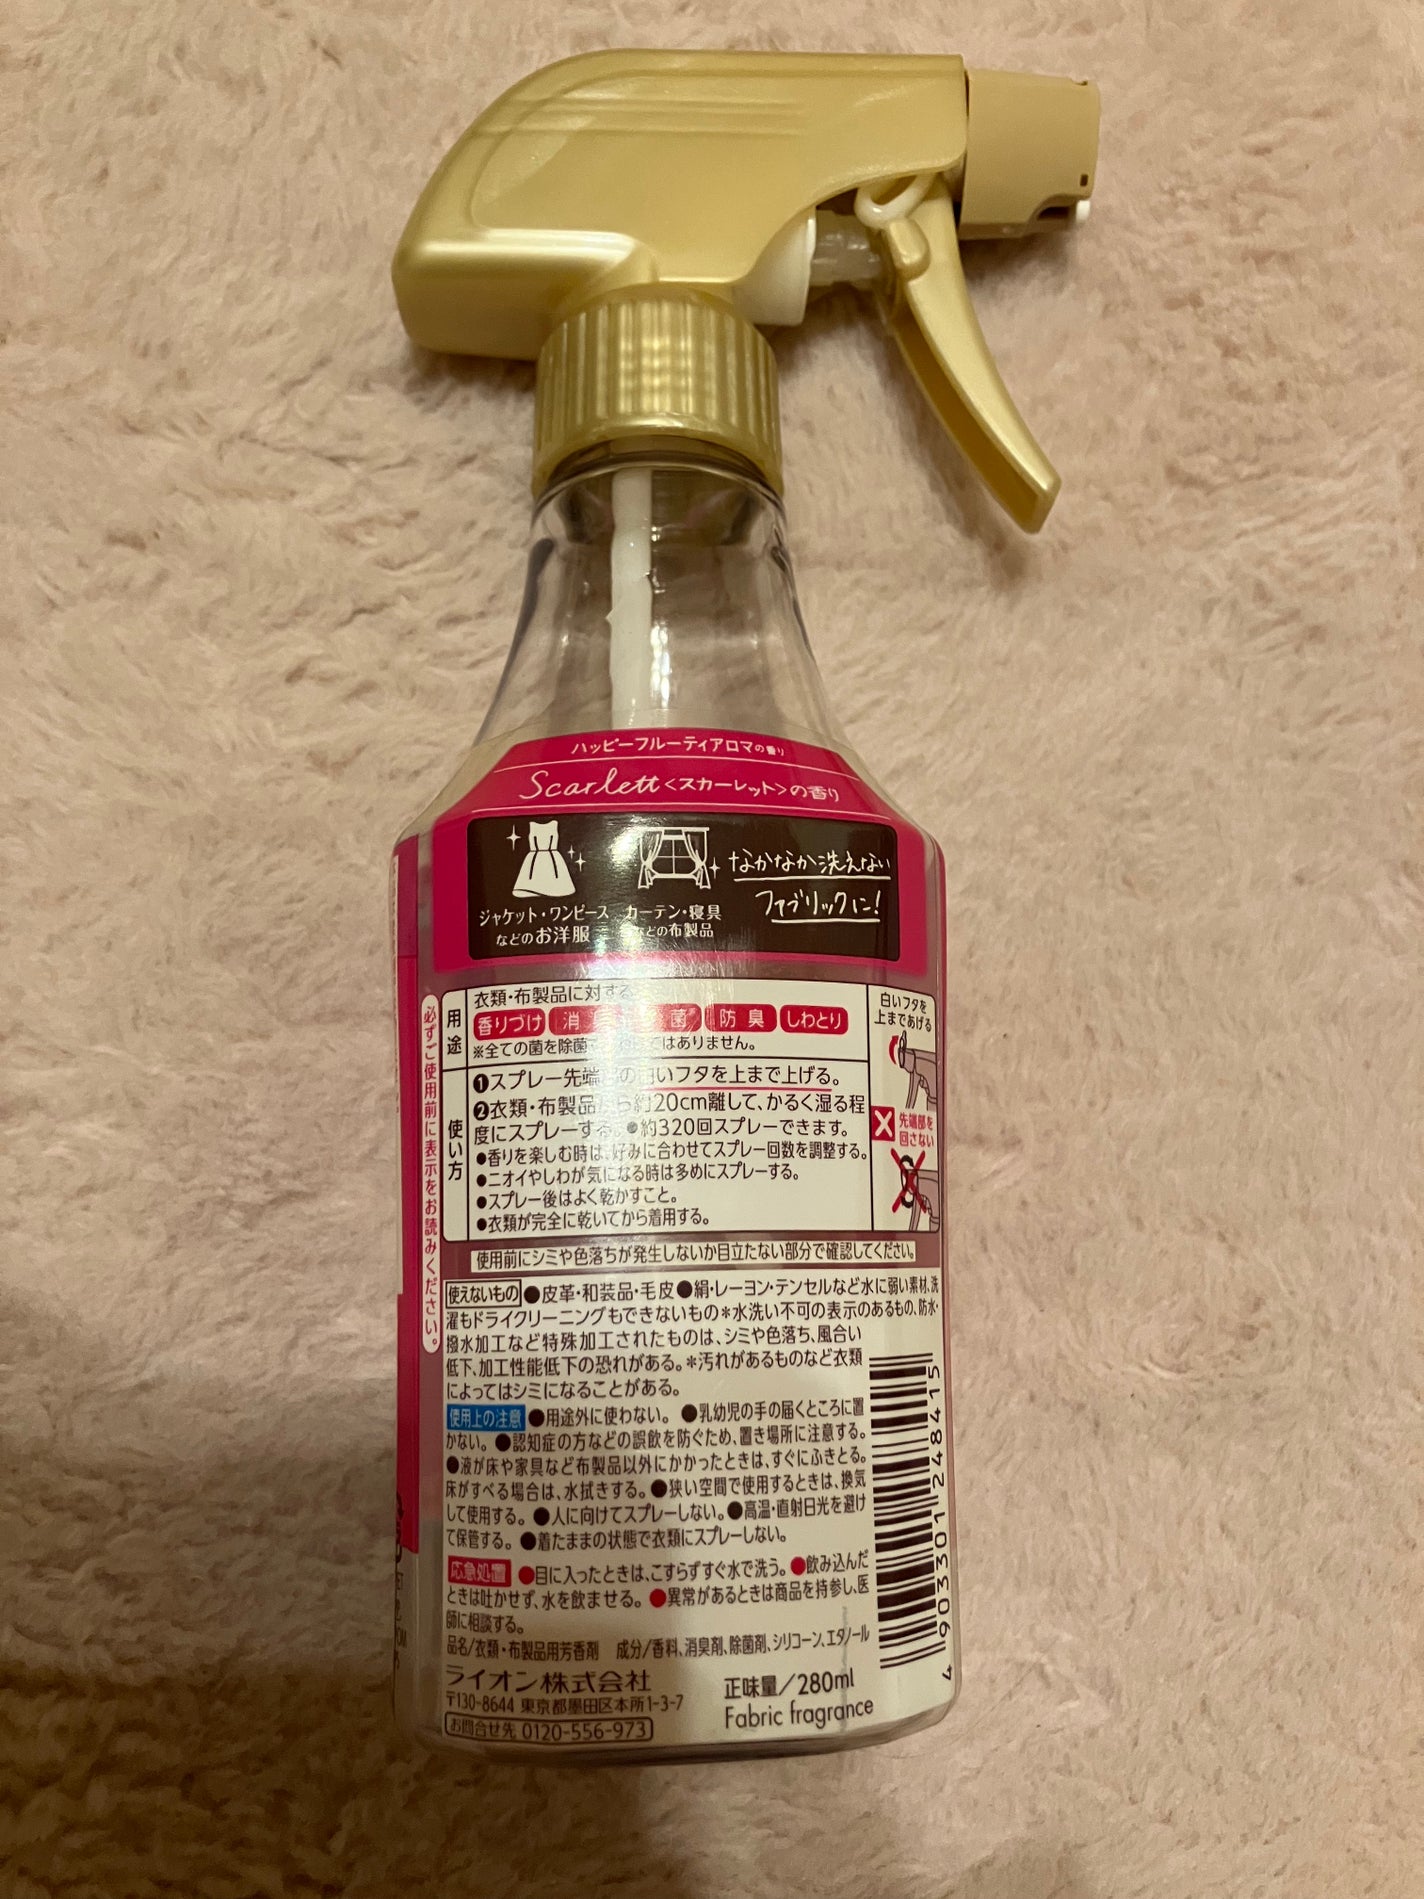 ハッピーフルーティアロマの香り
Scarlett<スカーレット>の香り
ジャケット・ワンピース
などのお洋服
カーテン・寝具
などの布製品
なかなか洗えない
ファブリックに!
必ずご使用前に表示をお読みください。
用途
衣類・布製品に対する
香りづけ 消 菌 防臭 しわとり
※全ての菌を除菌 ではありません。
使い方
❶スプレー先端 の白いフタを上まで上げる。
❷衣類・布製品から約20cm離して、かるく湿る程
度にスプレーする。●約320回スプレーできます。
●香りを楽しむ時は、好みに合わせてスプレー回数を調整する。
●ニオイやしわが気になる時は多めにスプレーする。
●スプレー後はよく乾かすこと。
●衣類が完全に乾いてから着用する。
白いフタを
上まであげる
先端部を
回さない
使用前にシミや色落ちが発生しないか目立たない部分で確認してください。
使えないもの ●皮革・和装品・毛皮●絹・レーヨン・テンセルなど水に弱い素材、洗
濯もドライクリーニングもできないもの＊水洗い不可の表示のあるもの、防水・
撥水加工など特殊加工されたものは、シミや色落ち、風合い
低下、加工性能低下の恐れがある。＊汚れがあるものなど衣類
によってはシミになることがある。
使用上の注意 ●用途外に使わない。 ●乳幼児の手の届くところに置
かない。 ●認知症の方などの誤飲を防ぐため、置き場所に注意する。
●液が床や家具など布製品以外にかかったときは、すぐにふきとる。
床がすべる場合は、水拭きする。●狭い空間で使用するときは、換気
して使用する。 ●人に向けてスプレーしない。●高温・直射日光を避け
て保管する。 ●着たままの状態で衣類にスプレーしない。
応急処置 ●目に入ったときは、こすらずすぐ水で洗う。●飲み込んだ
ときは吐かせず、水を飲ませる。 ●異常があるときは商品を持参し、医
師に相談する。
品名/衣類・布製品用芳香剤 成分/香料、消臭剤、除菌剤、シリコーン、エタノール
ライオン株式会社
〒130-8644 東京都墨田区本所1-3-7
お問合せ先 0120-556-973
正味量/280ml
Fabric fragrance
4 903301 248415